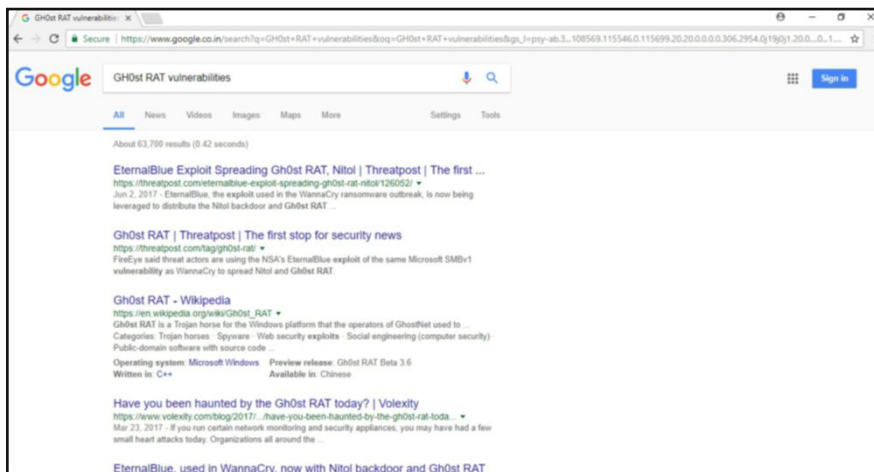 GH0st RAT vulnerabilitie
Secure | https://www.google.co.in/search?q=GH0st+RAT+vulnerabilities&oq=GH0st+RAT+vulnerabilities&gs_l=psy-ab.3...108569.115546.0.115699.20.20.0.0.0.0.306.2954.0j19j0j1.20.0...0...1...
Google GH0st RAT vulnerabilities Sign in
All News Videos Images Maps More Settings Tools
About 63,700 results (0.42 seconds)
EternalBlue Exploit Spreading Gh0st RAT, Nitol | Threatpost | The first ...
https://threatpost.com/eternalblue-exploit-spreading-gh0st-rat-nitol/126052/
Jun 2, 2017 - EternalBlue, the exploit used in the WannaCry ransomware outbreak, is now being
leveraged to distribute the Nitol backdoor and Gh0st RAT ...
Gh0st RAT | Threatpost | The first stop for security news
https://threatpost.com/tag/gh0st-rat/
FireEye said threat actors are using the NSA's EternalBlue exploit of the same Microsoft SMBv1
vulnerability as WannaCry to spread Nitol and Gh0st RAT.
Gh0st RAT - Wikipedia
https://en.wikipedia.org/wiki/Gh0st_RAT
Gh0st RAT is a Trojan horse for the Windows platform that the operators of GhostNet used to ...
Categories: Trojan horses · Spyware · Web security exploits · Social engineering (computer security) ·
Public-domain software with source code ...
Operating system: Microsoft Windows Preview release: Gh0st RAT Beta 3.6
Written in: C++ Available in: Chinese
Have you been haunted by the Gh0st RAT today? | Volexity
https://www.volexity.com/blog/2017/.../have-you-been-haunted-by-the-gh0st-rat-toda...
Mar 23, 2017 - If you run certain network monitoring and security appliances, you may have had a few
small heart attacks today. Organizations all around the ...
EternalBlue, used in WannaCry, now with Nitol backdoor and Gh0st RAT